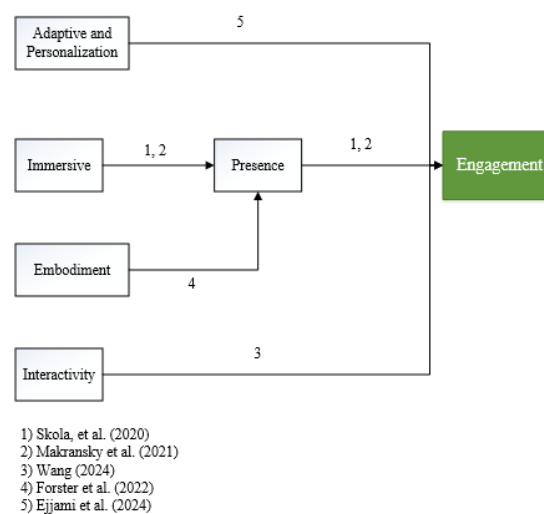 5
Adaptive and
Personalization
1, 2
1, 2
Immersive
Presence
Engagement
Embodiment
4
3
Interactivity
1) Skola, et al. (2020)
2) Makransky et al. (2021)
3) Wang (2024)
4) Forster et al. (2022)
5) Ejjami et al. (2024)